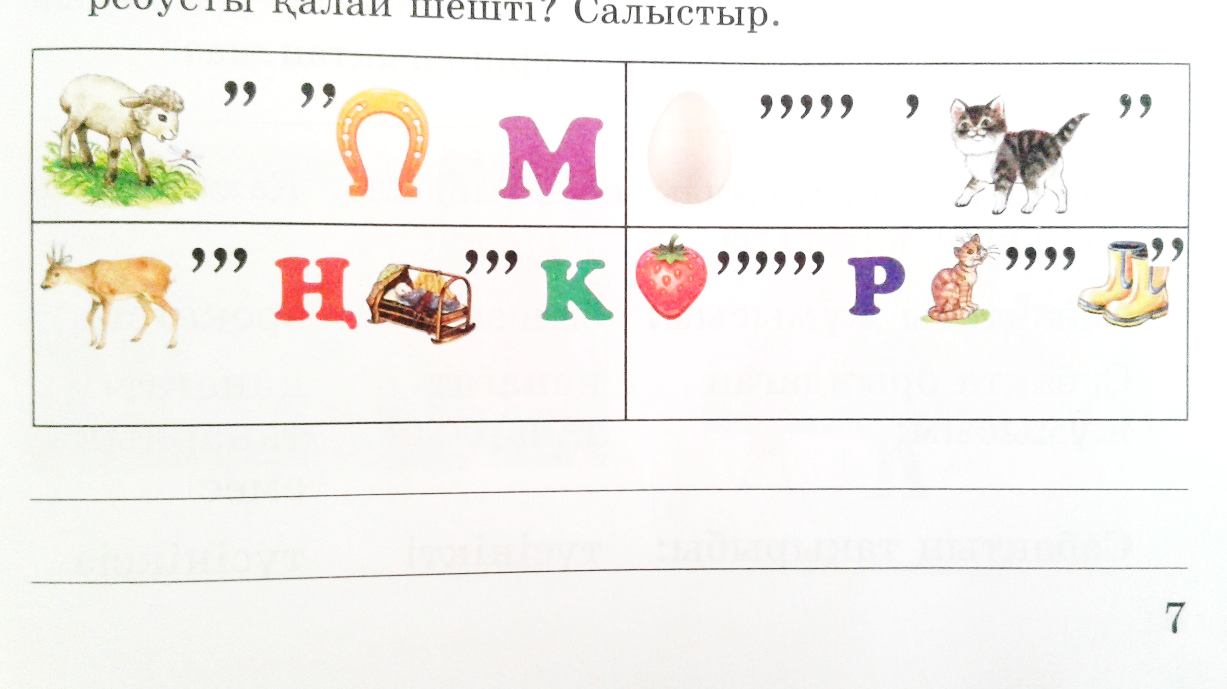 ребусты қалай шешті? Салыстыр.
,, ,, М ,,,,, , ,,
,,, Ң ,,, К ,,,,,, Р ,,,, ,,
7